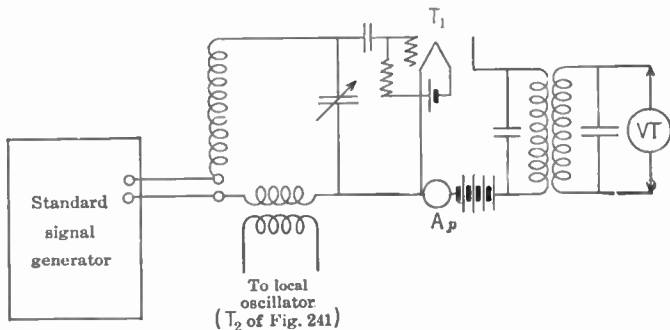 T₁
VT
Standard
signal
generator
Aₚ
To local
oscillator
(T₂ of Fig. 241)